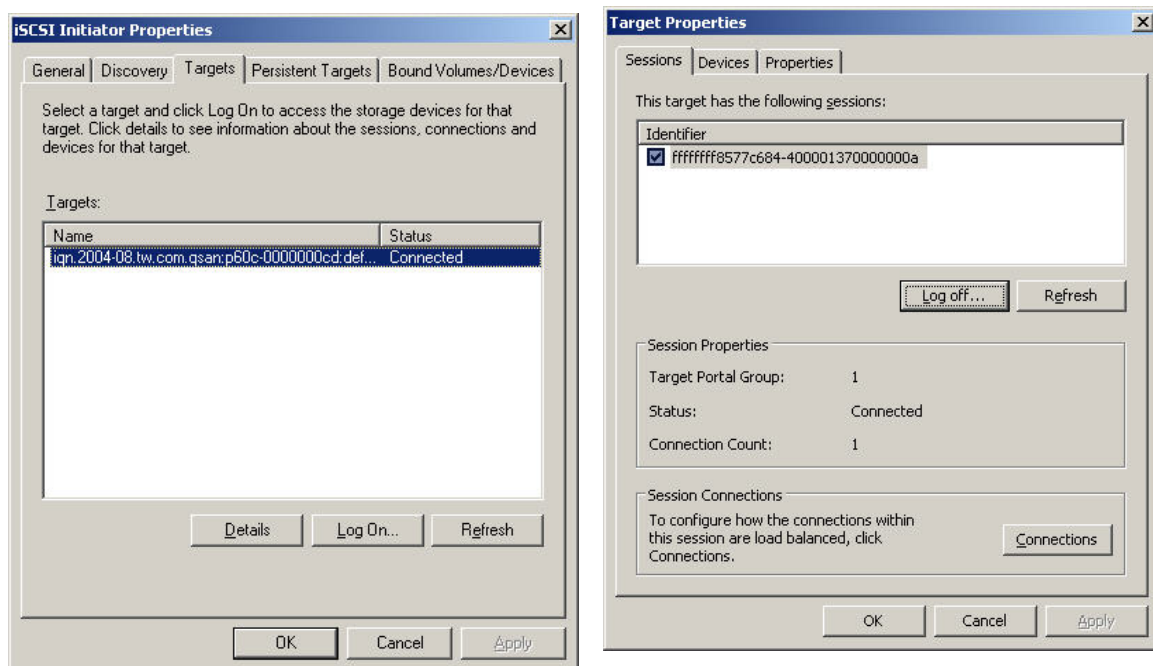 iSCSI Initiator Properties
General Discovery Targets Persistent Targets Bound Volumes/Devices
Select a target and click Log On to access the storage devices for that
target. Click details to see information about the sessions, connections and
devices for that target.
Targets:
Name Status
iqn.2004-08.tw.com.qsan:p60c-0000000cd:def... Connected
Details Log On... Refresh
OK Cancel Apply
Target Properties
Sessions Devices Properties
This target has the following sessions:
Identifier
ffffffff8577c684-400001370000000a
Log off... Refresh
Session Properties
Target Portal Group: 1
Status: Connected
Connection Count: 1
Session Connections
To configure how the connections within
this session are load balanced, click
Connections.
Connections
OK Cancel Apply